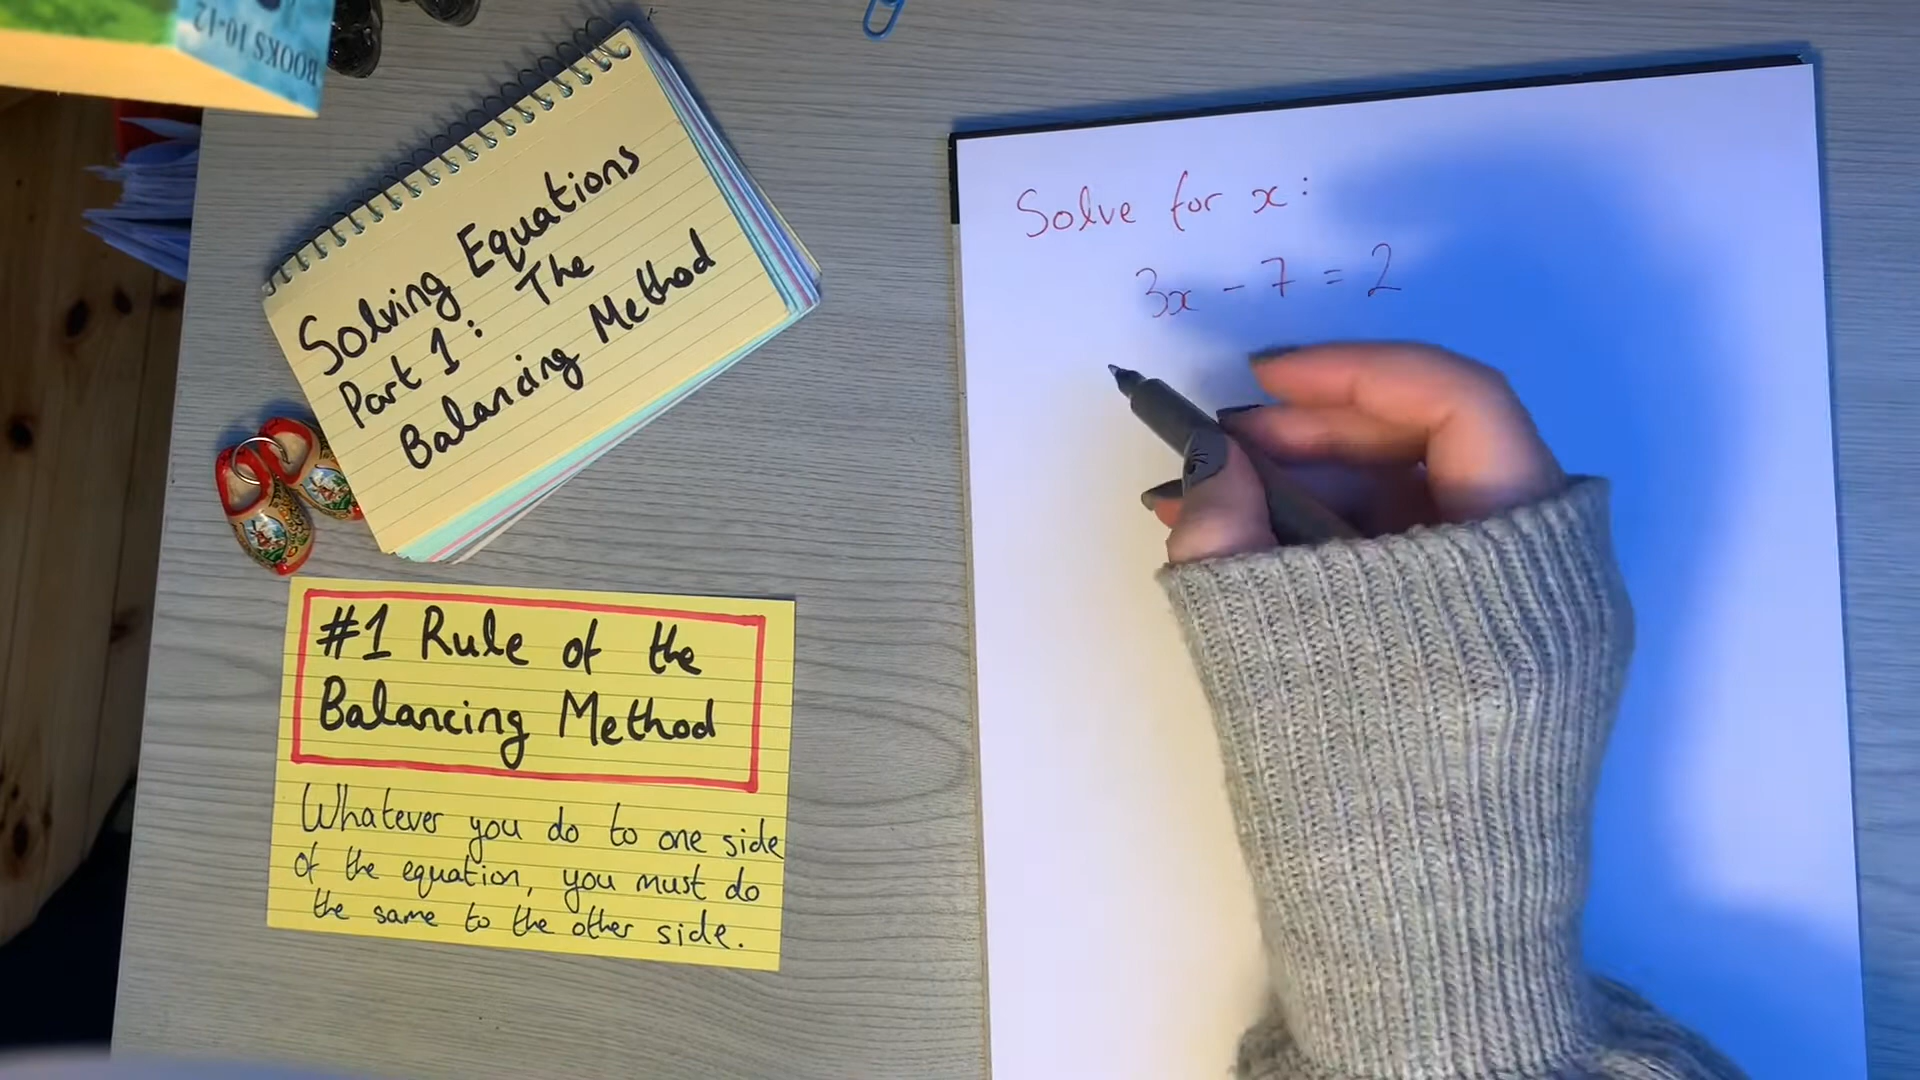 BOOKS 10-12
Solving Equations
Part 1: The
Balancing Method
#1 Rule of the
Balancing Method
Whatever you do to one side
of the equation, you must do
the same to the other side.
Solve for x:
3x - 7 = 2